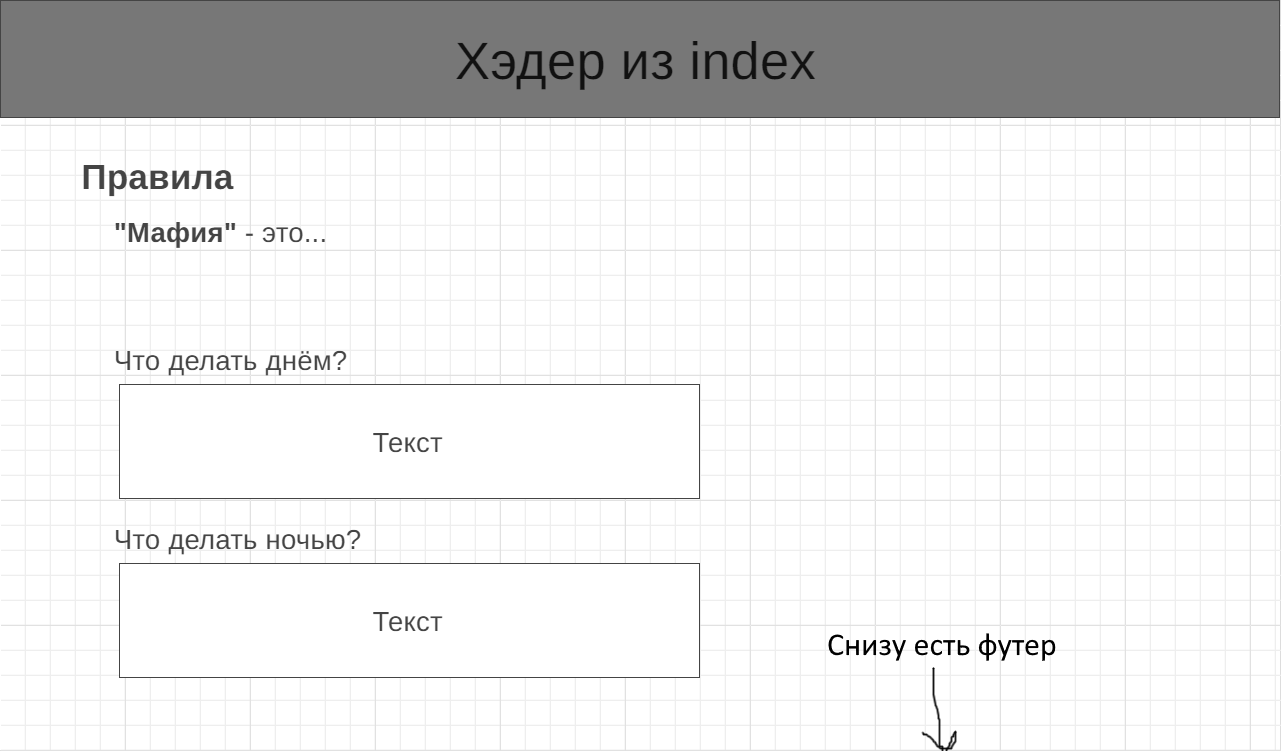 Хэдер из index
Правила
"Мафия" - это...
Что делать днём?
Текст
Что делать ночью?
Текст
Снизу есть футер